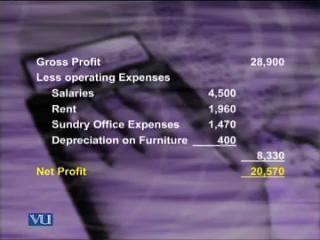 Gross Profit 28,900
Less operating Expenses
Salaries 4,500
Rent 1,960
Sundry Office Expenses 1,470
Depreciation on Furniture 400
8,330
Net Profit 20,570
VU